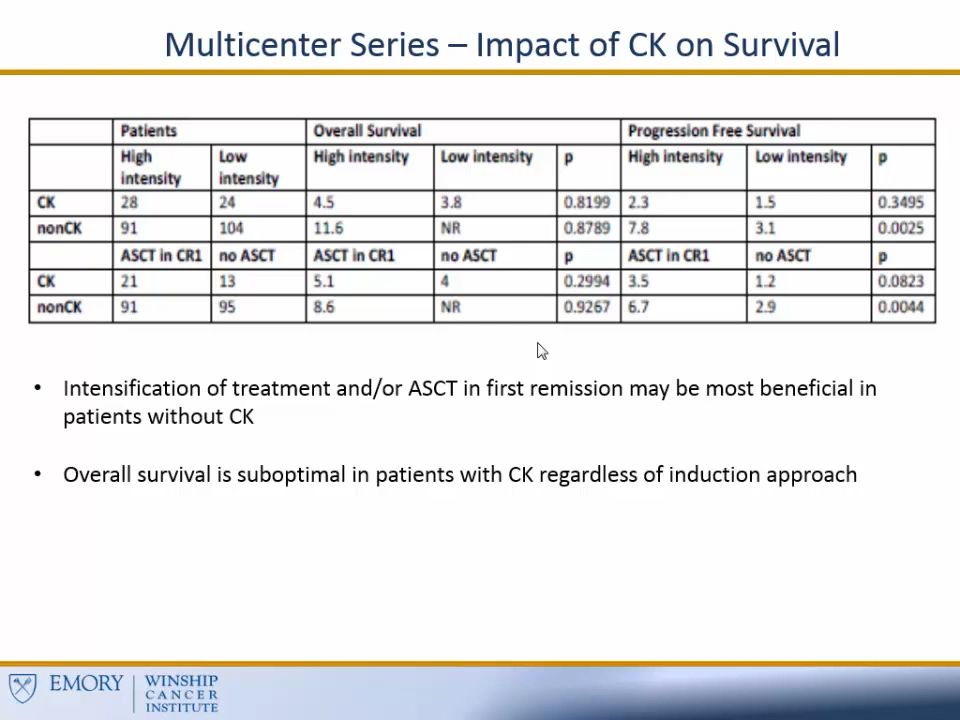 Multicenter Series – Impact of CK on Survival
Patients Overall Survival Progression Free Survival
High intensity Low intensity High intensity Low intensity p High intensity Low intensity p
CK 28 24 4.5 3.8 0.8199 2.3 1.5 0.3495
nonCK 91 104 11.6 NR 0.8789 7.8 3.1 0.0025
ASCT in CR1 no ASCT ASCT in CR1 no ASCT p ASCT in CR1 no ASCT p
CK 21 13 5.1 4 0.2994 3.5 1.2 0.0823
nonCK 91 95 8.6 NR 0.9267 6.7 2.9 0.0044
• Intensification of treatment and/or ASCT in first remission may be most beneficial in
patients without CK
• Overall survival is suboptimal in patients with CK regardless of induction approach
EMORY
WINSHIP
CANCER
INSTITUTE